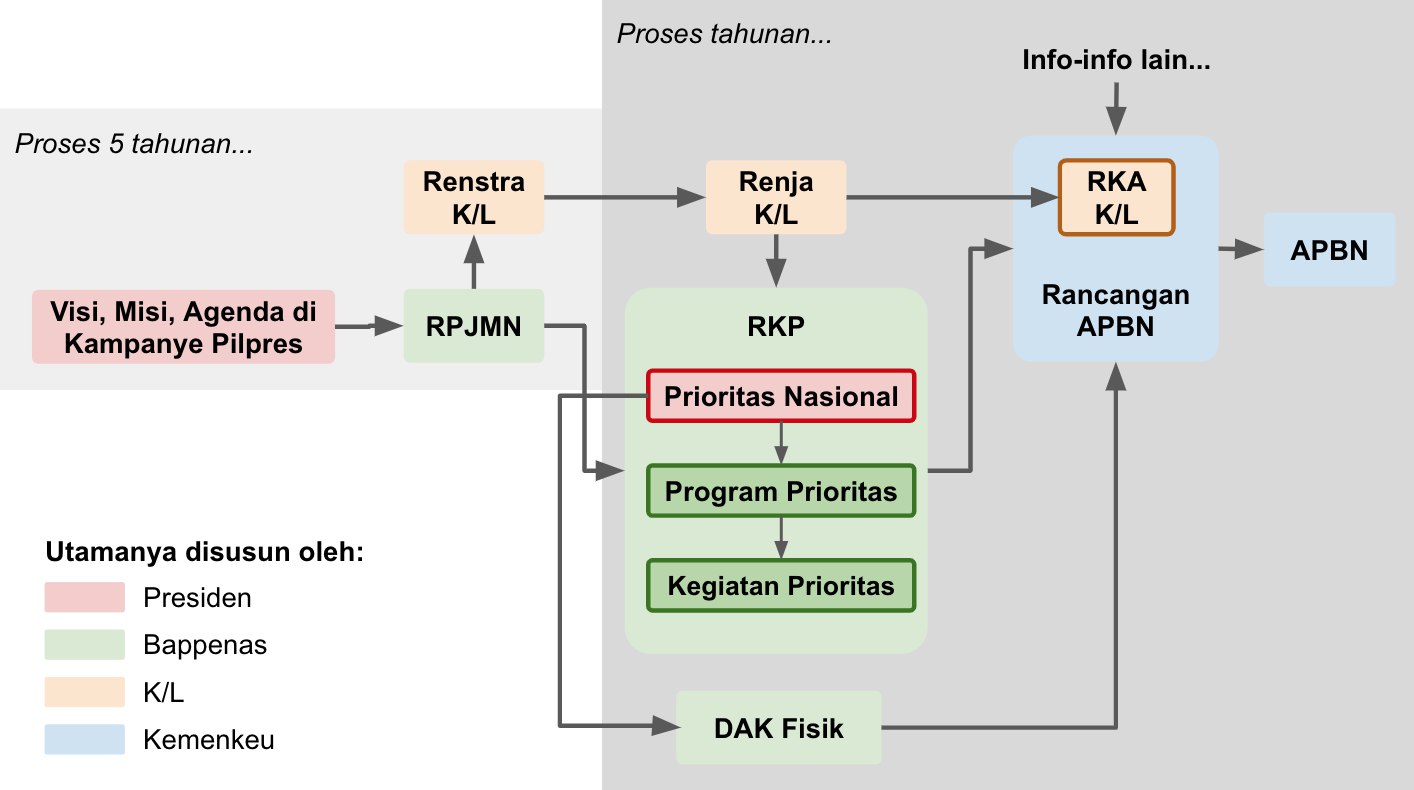 Proses tahunan...
Info-info lain...
Proses 5 tahunan...
Renstra
K/L
Renja
K/L
RKA
K/L
Rancangan
APBN
APBN
Visi, Misi, Agenda di
Kampanye Pilpres
RPJMN
RKP
Prioritas Nasional
Program Prioritas
Kegiatan Prioritas
DAK Fisik
Utamanya disusun oleh:
Presiden
Bappenas
K/L
Kemenkeu